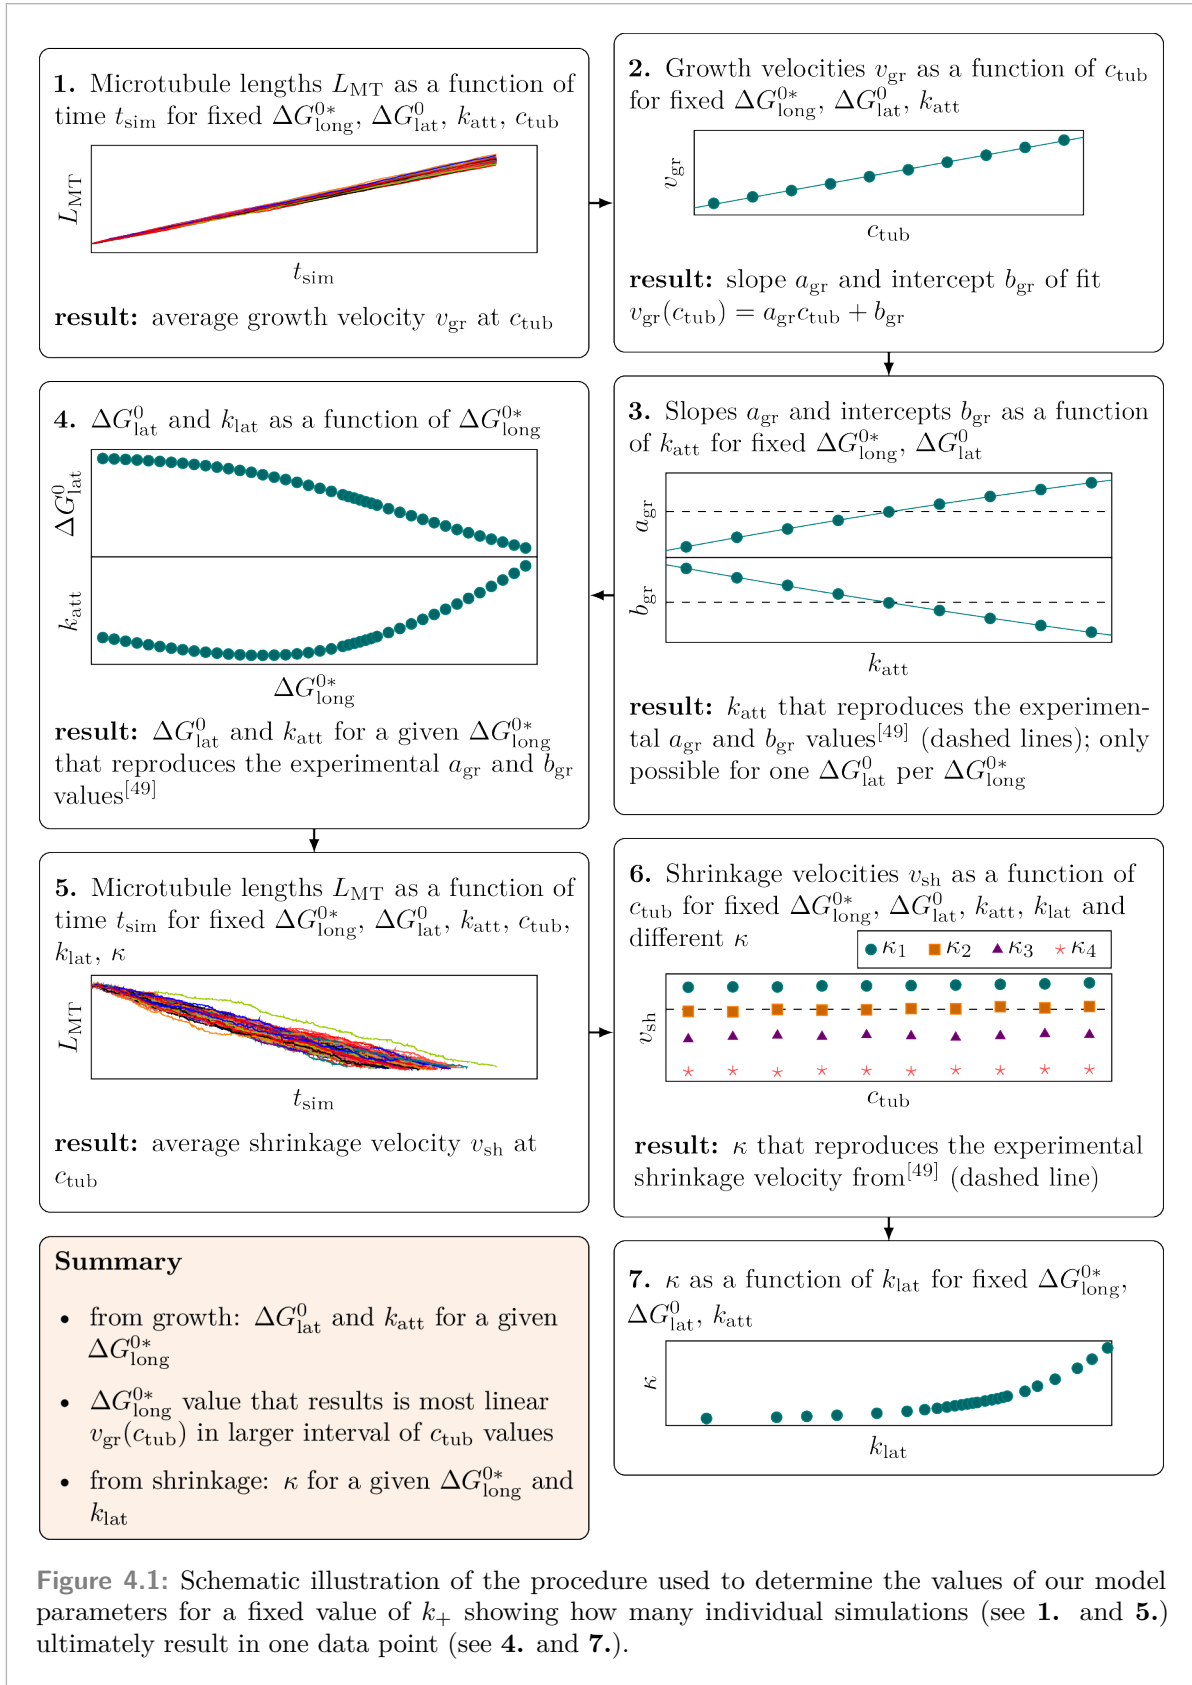 1. Microtubule lengths L_MT as a function of
time t_sim for fixed ΔG^0*_long, ΔG^0_lat, k_att, c_tub
L_MT
t_sim
result: average growth velocity v_gr at c_tub
2. Growth velocities v_gr as a function of c_tub
for fixed ΔG^0*_long, ΔG^0_lat, k_att
v_gr
c_tub
result: slope a_gr and intercept b_gr of fit
v_gr(c_tub) = a_gr c_tub + b_gr
3. Slopes a_gr and intercepts b_gr as a function
of k_att for fixed ΔG^0*_long, ΔG^0_lat
a_gr
b_gr
k_att
result: k_att that reproduces the experimen-
tal a_gr and b_gr values^[49] (dashed lines); only
possible for one ΔG^0_lat per ΔG^0*_long
4. ΔG^0_lat and k_lat as a function of ΔG^0*_long
ΔG^0_lat
k_att
ΔG^0*_long
result: ΔG^0_lat and k_att for a given ΔG^0*_long
that reproduces the experimental a_gr and b_gr
values^[49]
5. Microtubule lengths L_MT as a function of
time t_sim for fixed ΔG^0*_long, ΔG^0_lat, k_att, c_tub,
k_lat, κ
L_MT
t_sim
result: average shrinkage velocity v_sh at
c_tub
6. Shrinkage velocities v_sh as a function of
c_tub for fixed ΔG^0*_long, ΔG^0_lat, k_att, k_lat and
different κ
κ_1 κ_2 κ_3 κ_4
v_sh
c_tub
result: κ that reproduces the experimental
shrinkage velocity from^[49] (dashed line)
7. κ as a function of k_lat for fixed ΔG^0*_long,
ΔG^0_lat, k_att
κ
k_lat
Summary
• from growth: ΔG^0_lat and k_att for a given
ΔG^0*_long
• ΔG^0*_long value that results is most linear
v_gr(c_tub) in larger interval of c_tub values
• from shrinkage: κ for a given ΔG^0*_long and
k_lat
Figure 4.1: Schematic illustration of the procedure used to determine the values of our model
parameters for a fixed value of k_+ showing how many individual simulations (see 1. and 5.)
ultimately result in one data point (see 4. and 7.).